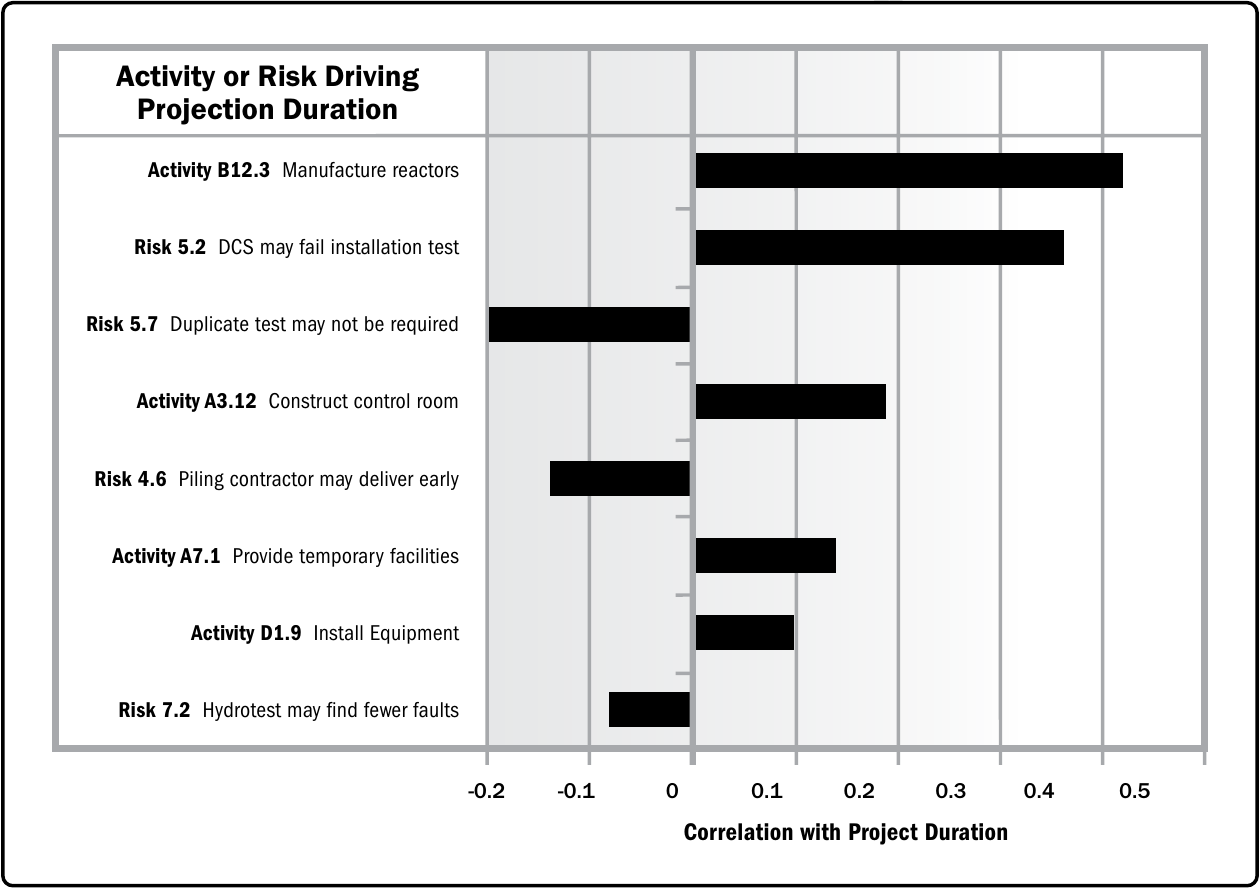 Activity or Risk Driving
Projection Duration
Activity B12.3 Manufacture reactors
Risk 5.2 DCS may fail installation test
Risk 5.7 Duplicate test may not be required
Activity A3.12 Construct control room
Risk 4.6 Piling contractor may deliver early
Activity A7.1 Provide temporary facilities
Activity D1.9 Install Equipment
Risk 7.2 Hydrotest may find fewer faults
-0.2 -0.1 0 0.1 0.2 0.3 0.4 0.5
Correlation with Project Duration